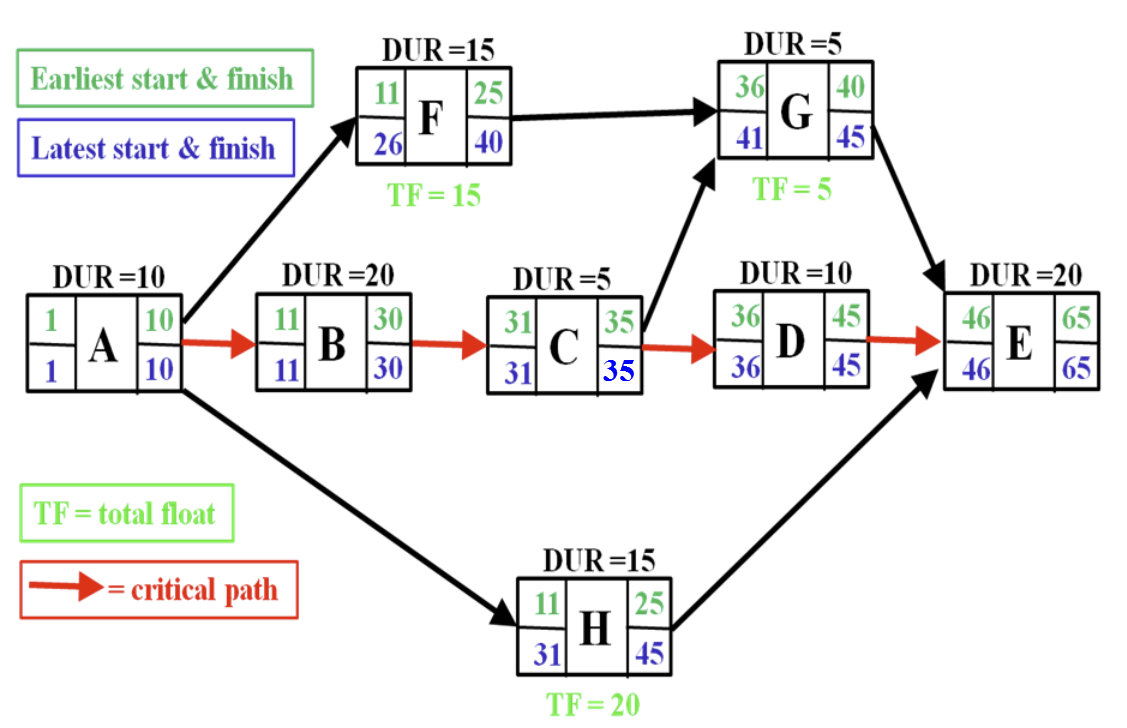 Earliest start & finish
Latest start & finish
DUR =15
11 F 25
26 40
TF = 15
DUR =5
36 G 40
41 45
TF = 5
DUR =10
1 A 10
1 10
DUR =20
11 B 30
11 30
DUR =5
31 C 35
31 35
DUR =10
36 D 45
36 45
DUR =20
46 E 65
46 65
TF = total float
= critical path
DUR =15
11 H 25
31 45
TF = 20